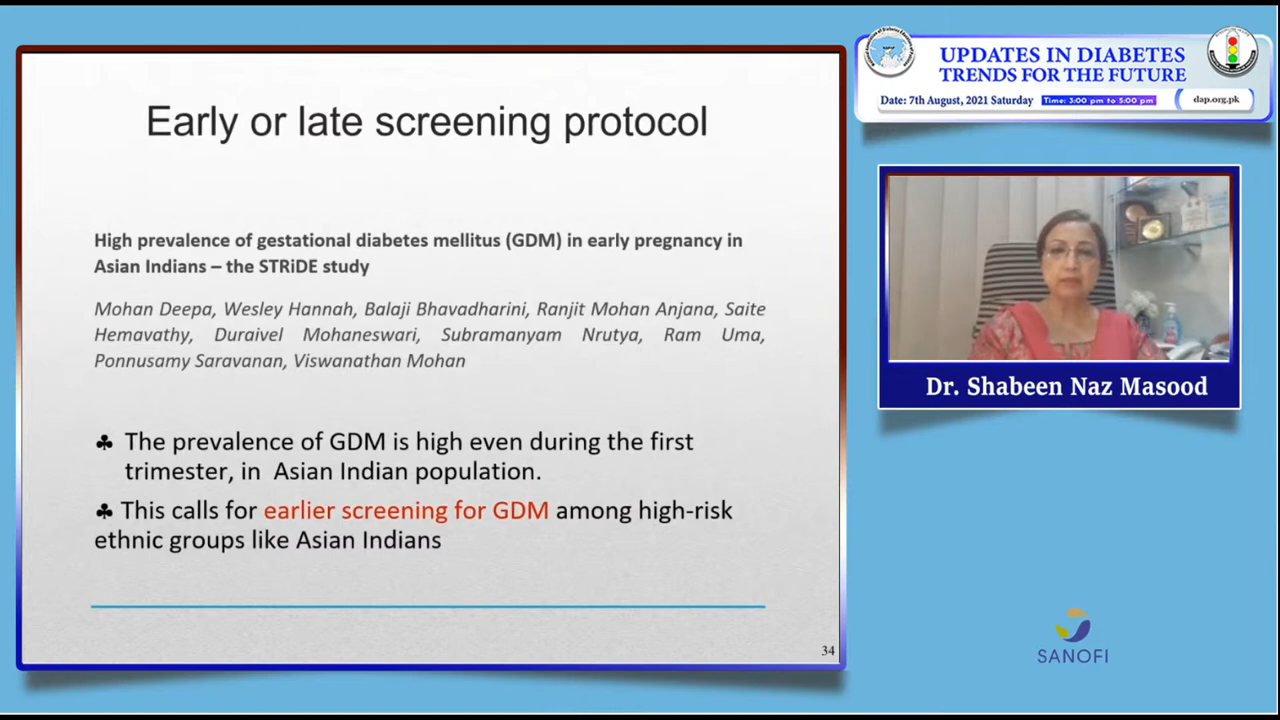 Early or late screening protocol
High prevalence of gestational diabetes mellitus (GDM) in early pregnancy in
Asian Indians – the STRiDE study
Mohan Deepa, Wesley Hannah, Balaji Bhavadharini, Ranjit Mohan Anjana, Saite
Hemavathy, Duraivel Mohaneswari, Subramanyam Nrutya, Ram Uma,
Ponnusamy Saravanan, Viswanathan Mohan
♣ The prevalence of GDM is high even during the first
trimester, in Asian Indian population.
♣ This calls for earlier screening for GDM among high-risk
ethnic groups like Asian Indians
34
UPDATES IN DIABETES
TRENDS FOR THE FUTURE
Date: 7th August, 2021 Saturday Time: 3:00 pm to 5:00 pm dap.org.pk
Dr. Shabeen Naz Masood
SANOFI